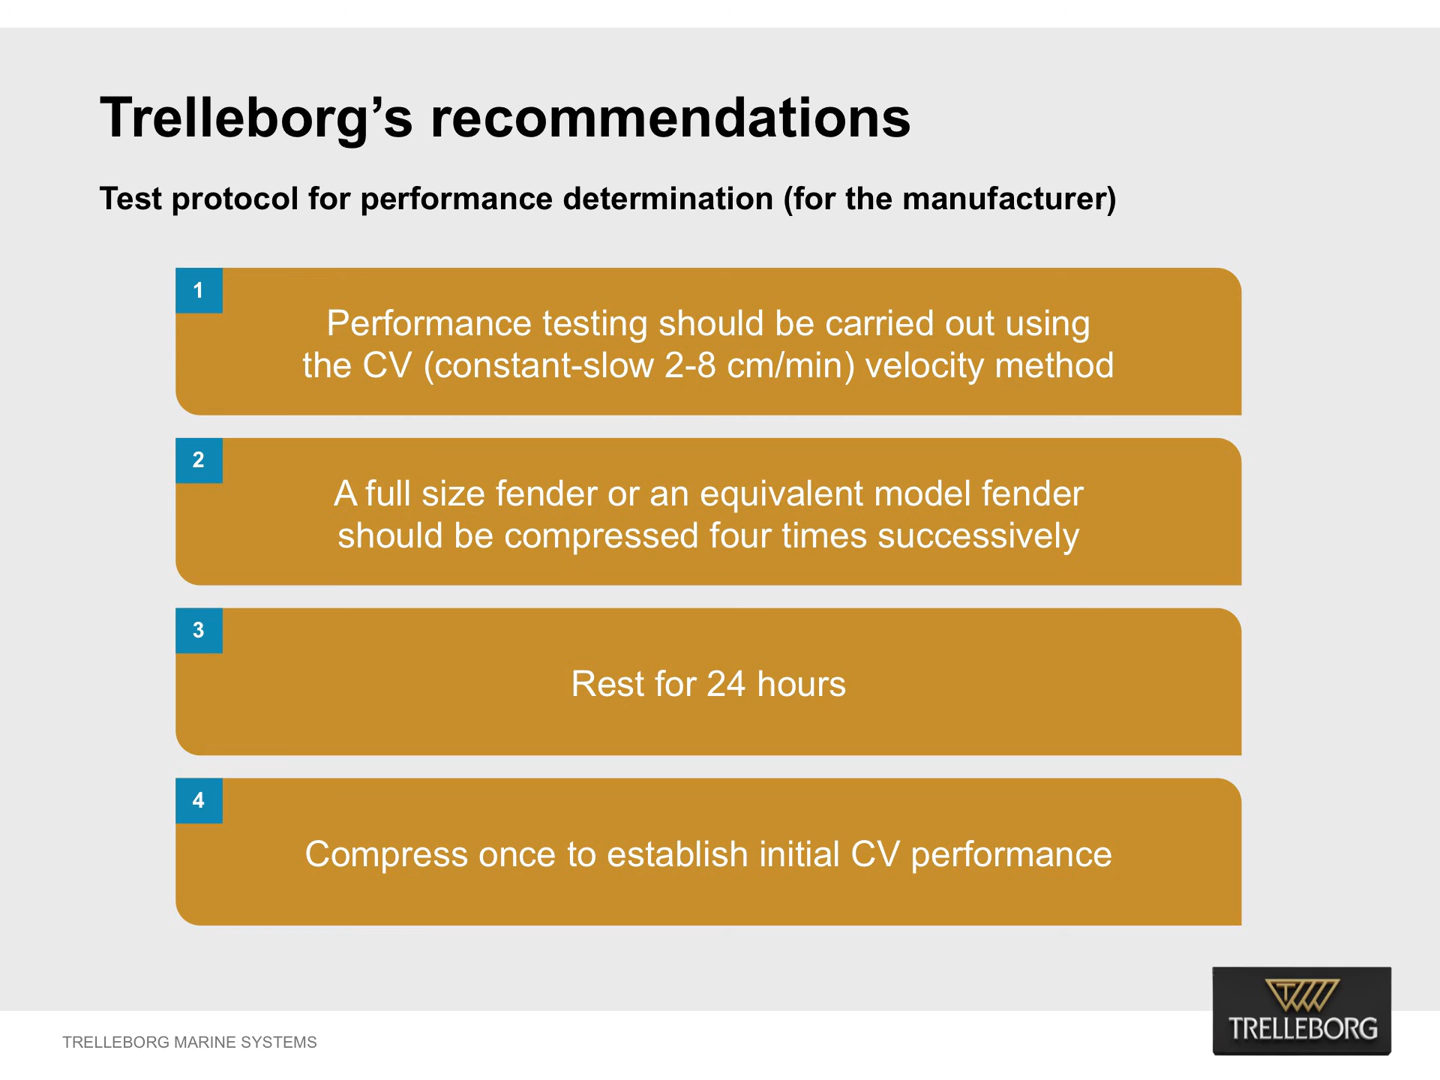 Trelleborg’s recommendations
Test protocol for performance determination (for the manufacturer)
1
Performance testing should be carried out using
the CV (constant-slow 2-8 cm/min) velocity method
2
A full size fender or an equivalent model fender
should be compressed four times successively
3
Rest for 24 hours
4
Compress once to establish initial CV performance
TRELLEBORG
TRELLEBORG MARINE SYSTEMS